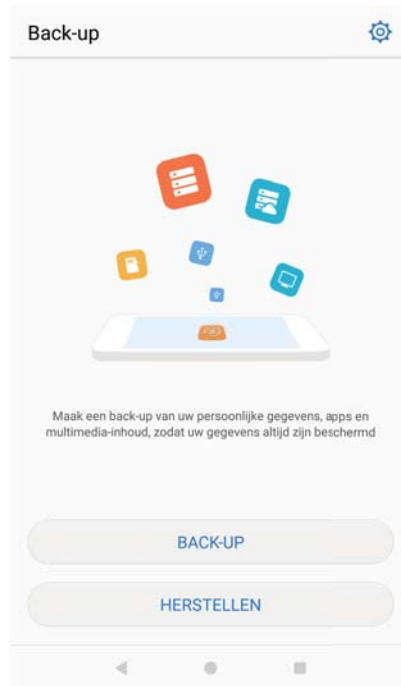 Back-up
Maak een back-up van uw persoonlijke gegevens, apps en
multimedia-inhoud, zodat uw gegevens altijd zijn beschermd
BACK-UP
HERSTELLEN